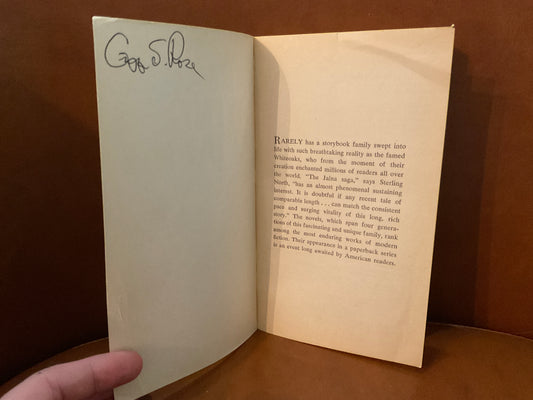 RARELY has a storybook family swept into
life with such breathtaking reality as the famed
Whiteoaks, who from the moment of their
creation enchanted millions of readers all over
the world. "The Jalna saga," says Sterling
North, "has an almost phenomenal sustaining
interest. It is doubtful if any recent tale of
comparable length . . . can match the consistent
pace and surging vitality of this long, rich
story." The novels, which span four genera-
tions of this fascinating and unique family, rank
among the most enduring works of modern
fiction. Their appearance in a paperback series
is an event long awaited by American readers.